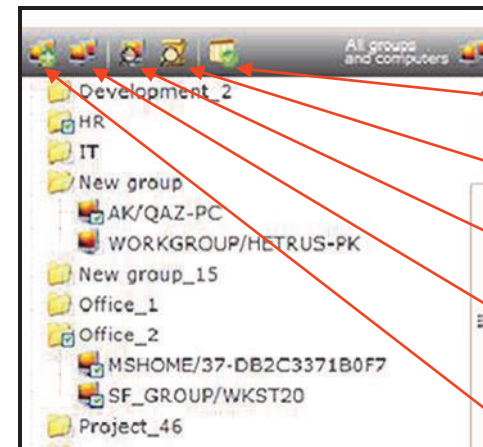 All groups
and computers
Development_2
HR
IT
New group
AK/QAZ-PC
WORKGROUP/HETRUS-PK
New group_15
Office_1
Office_2
MSHOME/37-DB2C3371B0F7
SF_GROUP/WKST20
Project_46